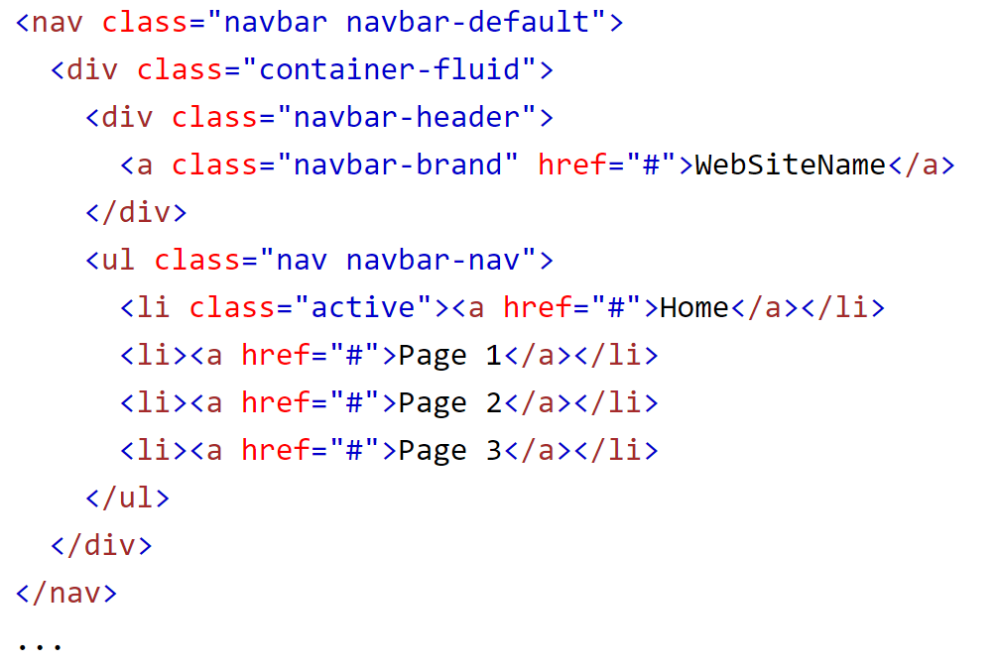 <nav class="navbar navbar-default">
  <div class="container-fluid">
    <div class="navbar-header">
      <a class="navbar-brand" href="#">WebSiteName</a>
    </div>
    <ul class="nav navbar-nav">
      <li class="active"><a href="#">Home</a></li>
      <li><a href="#">Page 1</a></li>
      <li><a href="#">Page 2</a></li>
      <li><a href="#">Page 3</a></li>
    </ul>
  </div>
</nav>
...